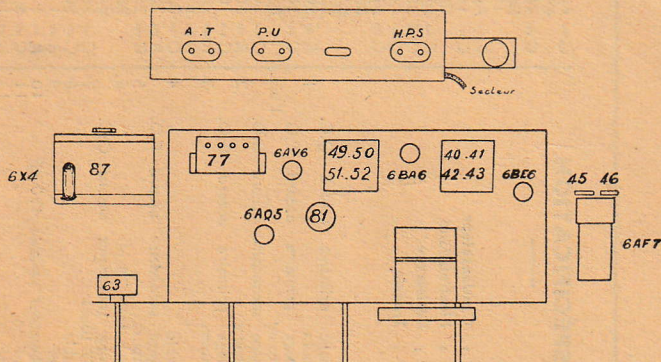 A.T
P.U
H.P.S
Secteur
6X4
87
77
6AV6
49.50
51.52
6BA6
40.41
42.43
6BE6
45
46
6AQ5
81
6AF7
63